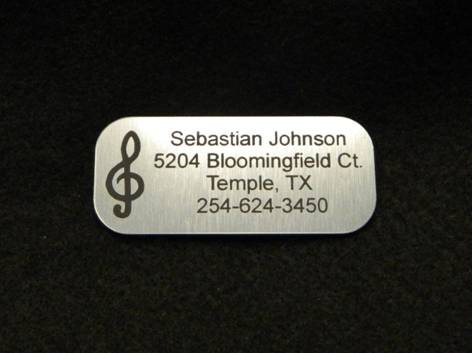 Sebastian Johnson
5204 Bloomingfield Ct.
Temple, TX
254-624-3450